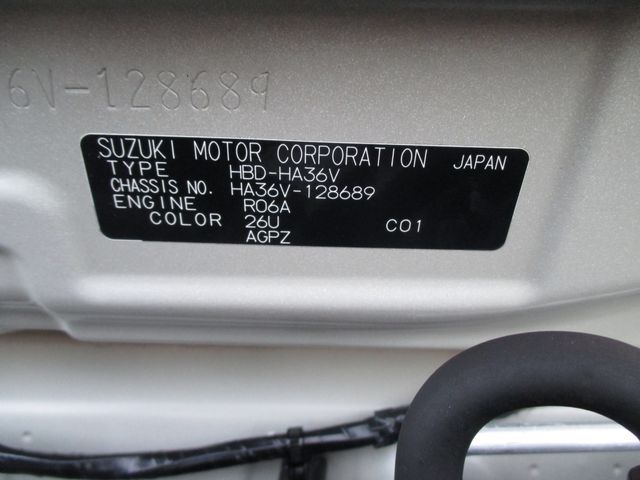 6V-128689
SUZUKI MOTOR CORPORATION JAPAN
TYPE HBD-HA36V
CHASSIS NO. HA36V-128689
ENGINE R06A
COLOR 26U C01
AGPZ